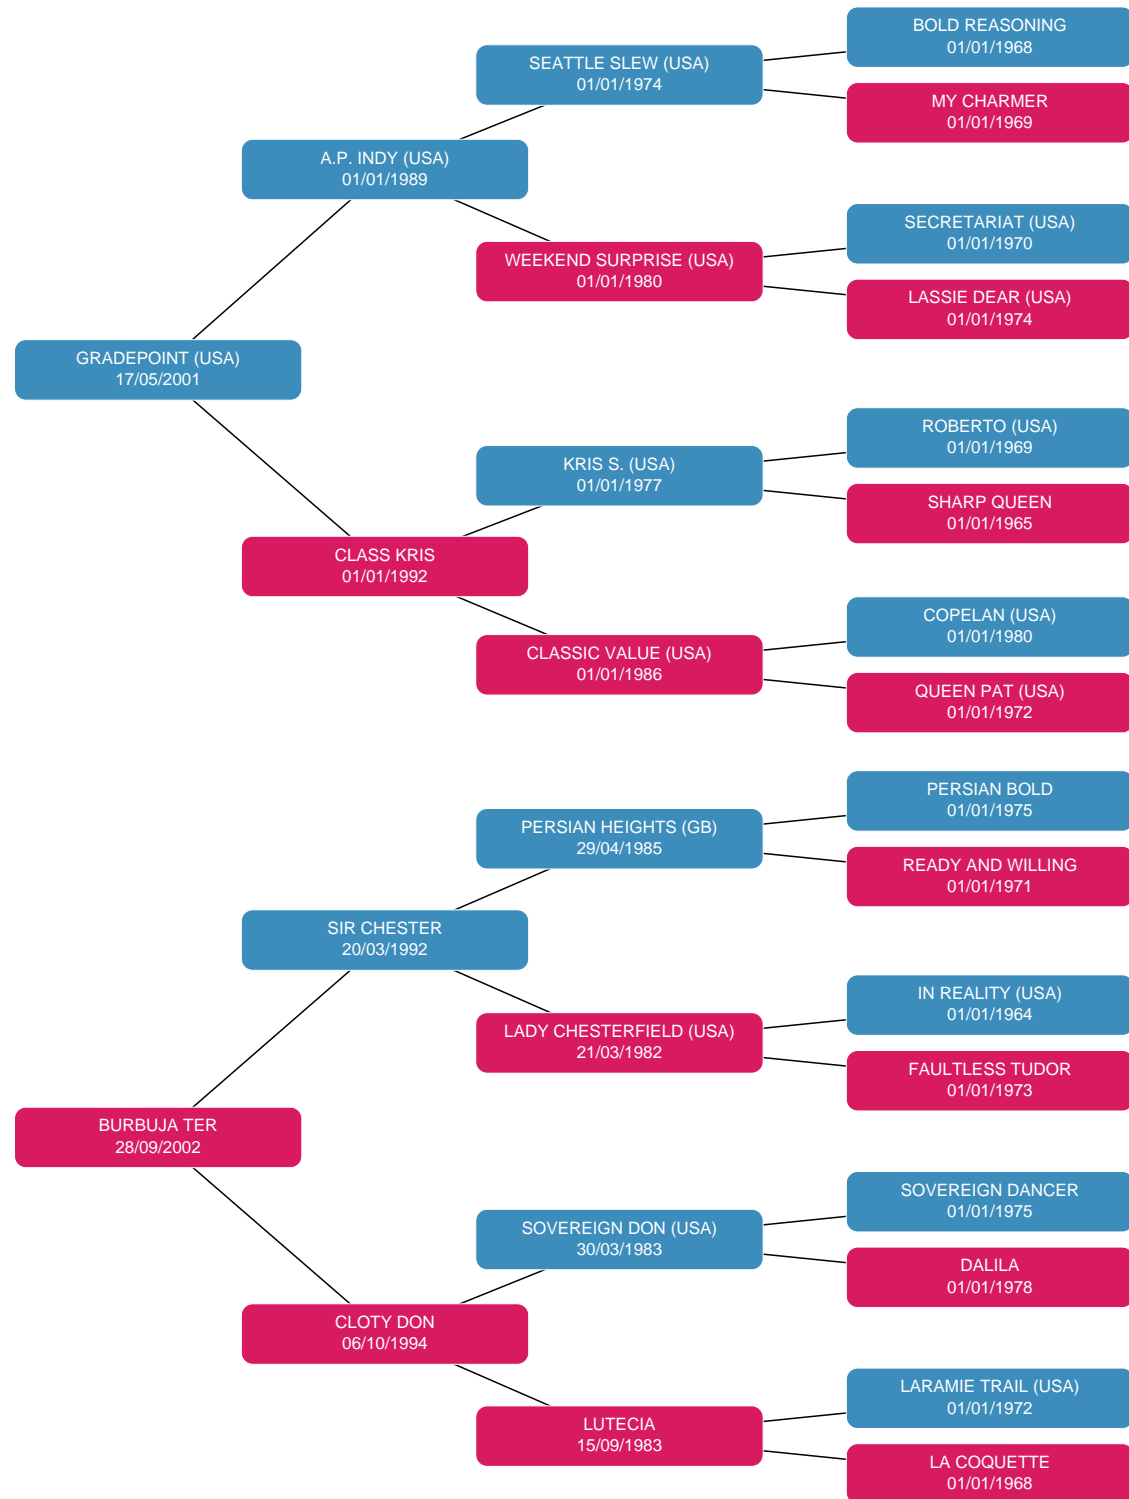 BOLD REASONING
01/01/1968
SEATTLE SLEW (USA)
01/01/1974
MY CHARMER
01/01/1969
A.P. INDY (USA)
01/01/1989
SECRETARIAT (USA)
01/01/1970
WEEKEND SURPRISE (USA)
01/01/1980
LASSIE DEAR (USA)
01/01/1974
GRADEPOINT (USA)
17/05/2001
ROBERTO (USA)
01/01/1969
KRIS S. (USA)
01/01/1977
SHARP QUEEN
01/01/1965
CLASS KRIS
01/01/1992
COPELAN (USA)
01/01/1980
CLASSIC VALUE (USA)
01/01/1986
QUEEN PAT (USA)
01/01/1972
PERSIAN BOLD
01/01/1975
PERSIAN HEIGHTS (GB)
29/04/1985
READY AND WILLING
01/01/1971
SIR CHESTER
20/03/1992
IN REALITY (USA)
01/01/1964
LADY CHESTERFIELD (USA)
21/03/1982
FAULTLESS TUDOR
01/01/1973
BURBUJA TER
28/09/2002
SOVEREIGN DANCER
01/01/1975
SOVEREIGN DON (USA)
30/03/1983
DALILA
01/01/1978
CLOTY DON
06/10/1994
LARAMIE TRAIL (USA)
01/01/1972
LUTECIA
15/09/1983
LA COQUETTE
01/01/1968